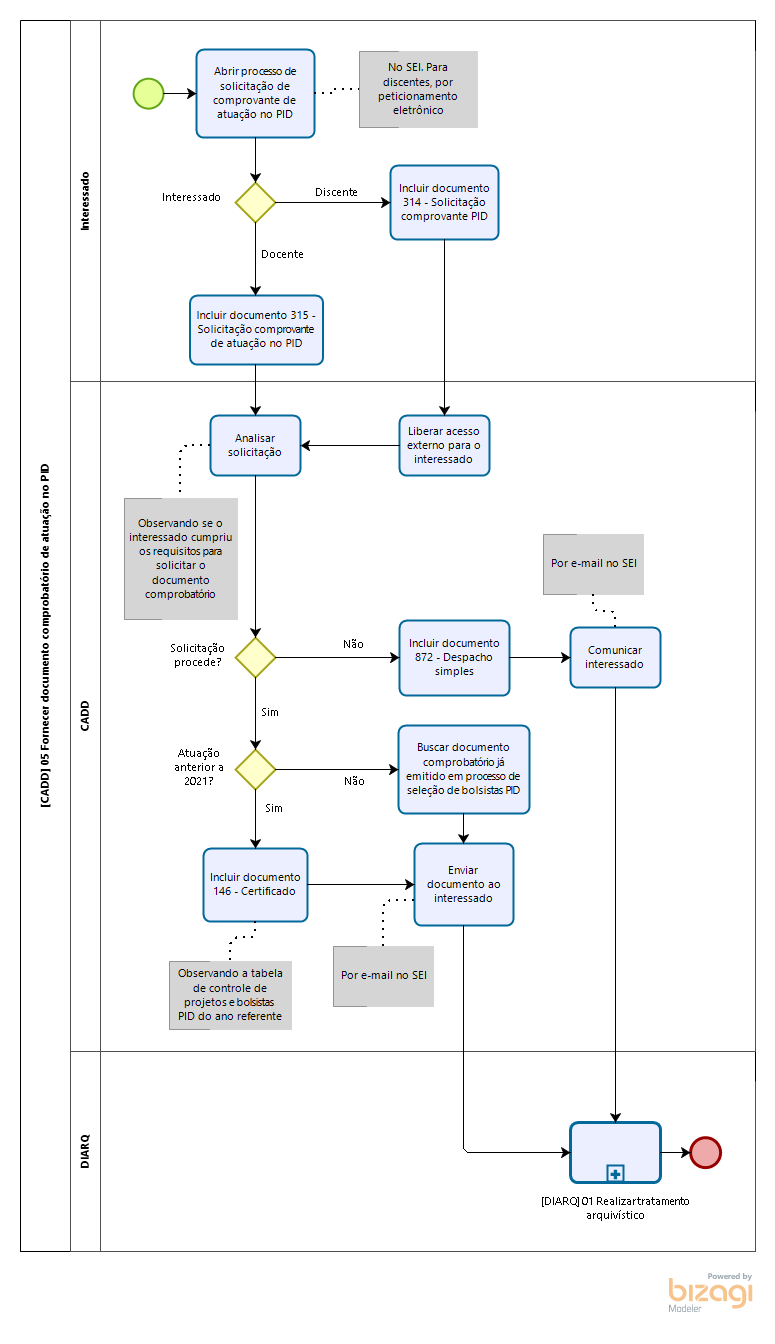 [CADD] 05 Fornecer documento comprobatório de atuação no PID
Interessado
Abrir processo de
solicitação de
comprovante de
atuação no PID
No SEI. Para
discentes, por
peticionamento
eletrônico
Interessado
Discente
Incluir documento
314 - Solicitação
comprovante PID
Docente
Incluir documento 315 -
Solicitação comprovante
de atuação no PID
CADD
Analisar
solicitação
Liberar acesso
externo para o
interessado
Observando se o
interessado cumpriu
os requisitos para
solicitar o
documento
comprobatório
Por e-mail no SEI
Solicitação
procede?
Não
Incluir documento
872 - Despacho
simples
Comunicar
interessado
Sim
Atuação
anterior a
2021?
Não
Buscar documento
comprobatório já
emitido em processo de
seleção de bolsistas PID
Sim
Incluir documento
146 - Certificado
Enviar
documento ao
interessado
Observando a tabela
de controle de
projetos e bolsistas
PID do ano referente
Por e-mail no SEI
DIARQ
[DIARQ] 01 Realizar tratamento
arquivístico
Powered by
bizagi
Modeler